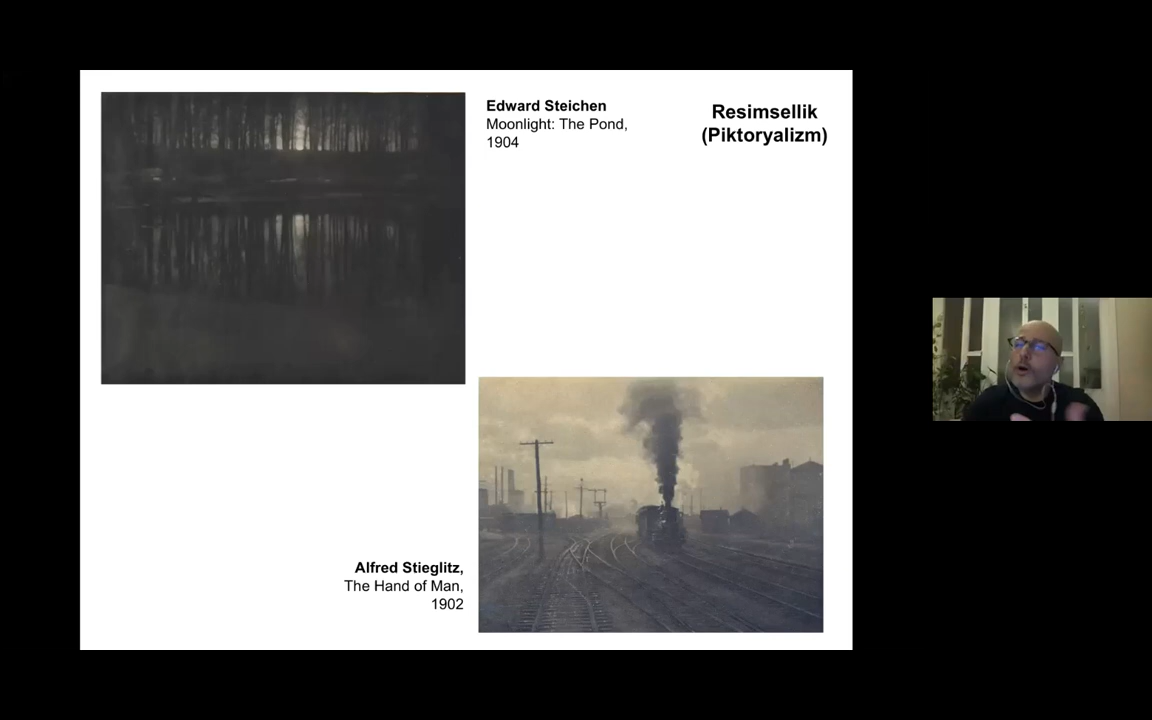 Edward Steichen
Moonlight: The Pond,
1904
Resimsellik
(Piktoryalizm)
Alfred Stieglitz,
The Hand of Man,
1902